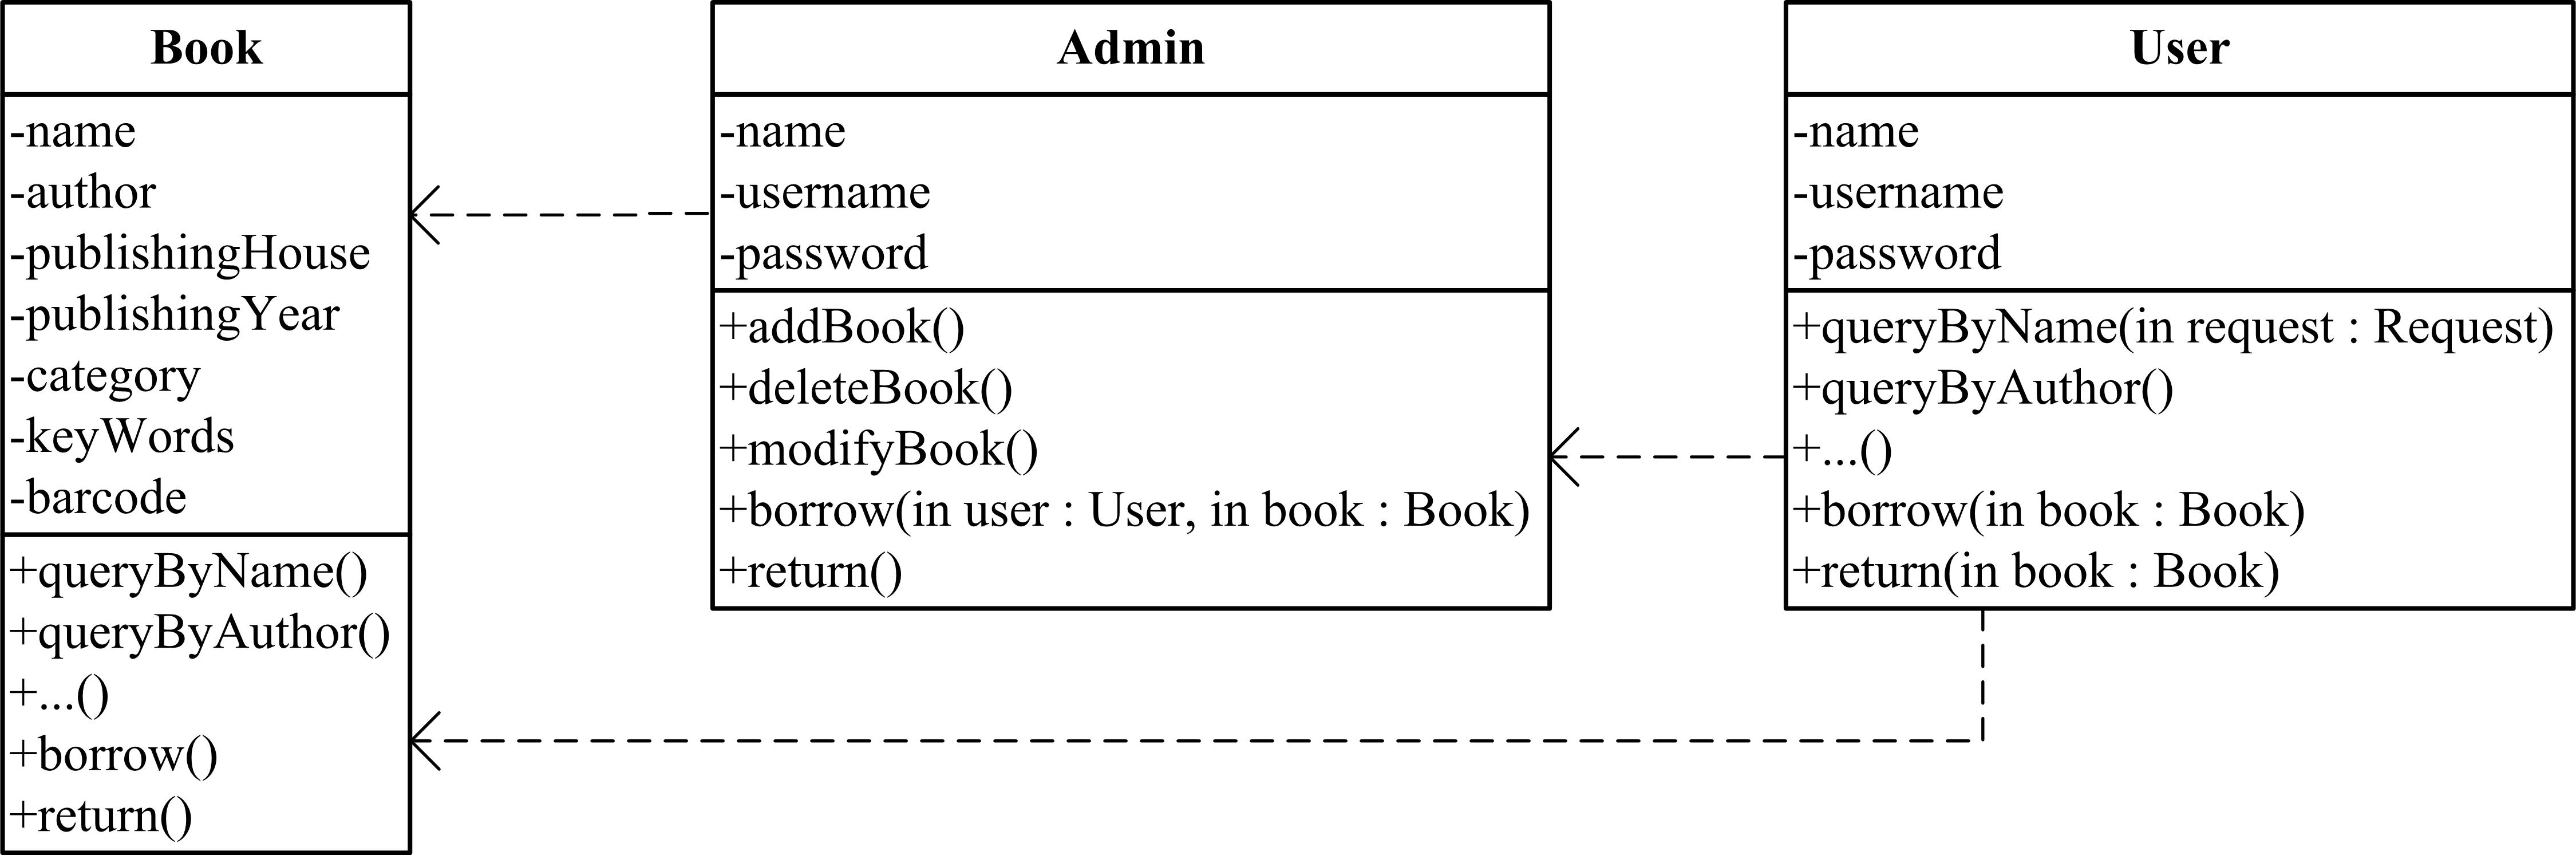 Book
-name
-author
-publishingHouse
-publishingYear
-category
-keyWords
-barcode
+queryByName()
+queryByAuthor()
+...()
+borrow()
+return()
Admin
-name
-username
-password
+addBook()
+deleteBook()
+modifyBook()
+borrow(in user : User, in book : Book)
+return()
User
-name
-username
-password
+queryByName(in request : Request)
+queryByAuthor()
+...()
+borrow(in book : Book)
+return(in book : Book)